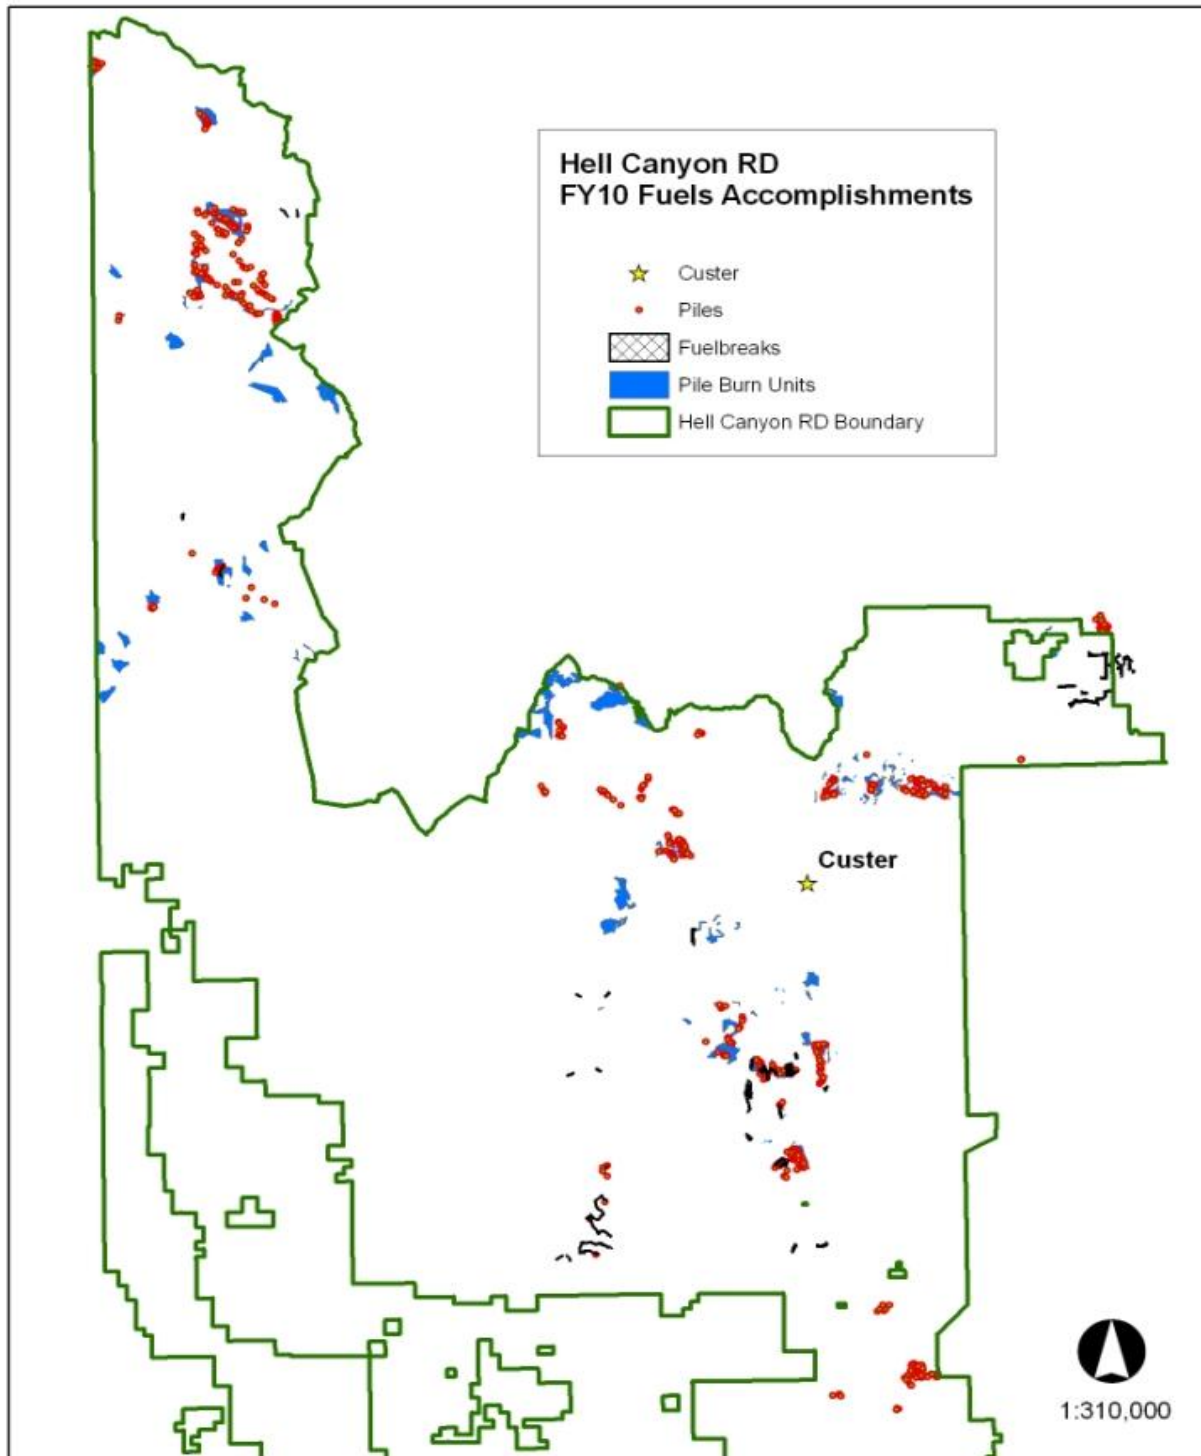 Hell Canyon RD
FY10 Fuels Accomplishments
Custer
Piles
Fuelbreaks
Pile Burn Units
Hell Canyon RD Boundary
Custer
1:310,000